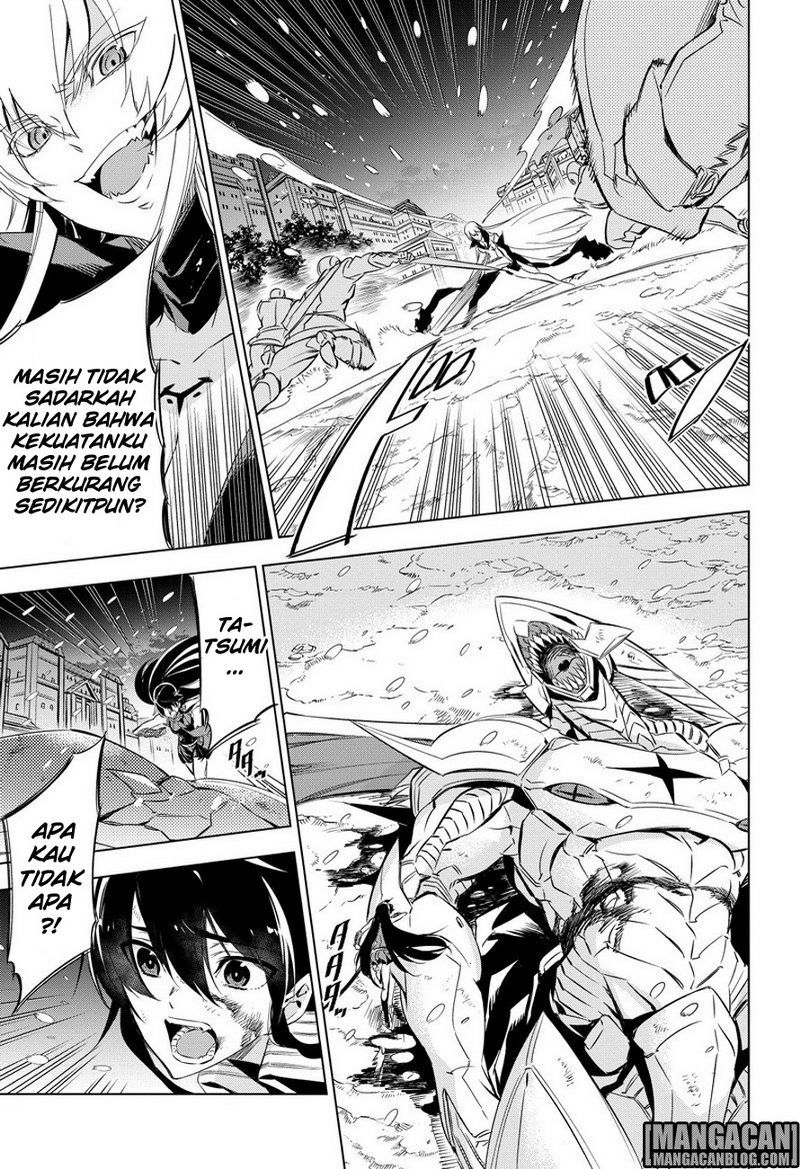 MASIH TIDAK
SADARKAH
KALIAN BAHWA
KEKUATANKU
MASIH BELUM
BERKURANG
SEDIKITPUN?
TA-
TSUMI
...
APA
KAU
TIDAK
APA
?!
[MANGACAN]
MANGACANBLOG.COM